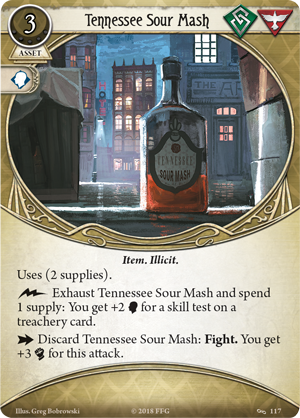 3
Tennessee Sour Mash
ASSET
THE AR
TENNESSEE
SOUR MASH
Item. Illicit.
Uses (2 supplies).
Exhaust Tennessee Sour Mash and spend
1 supply: You get +2 for a skill test on a
treachery card.
Discard Tennessee Sour Mash: Fight. You get
+3 for this attack.
Illus. Greg Bobrowski
©2018 FFG
117